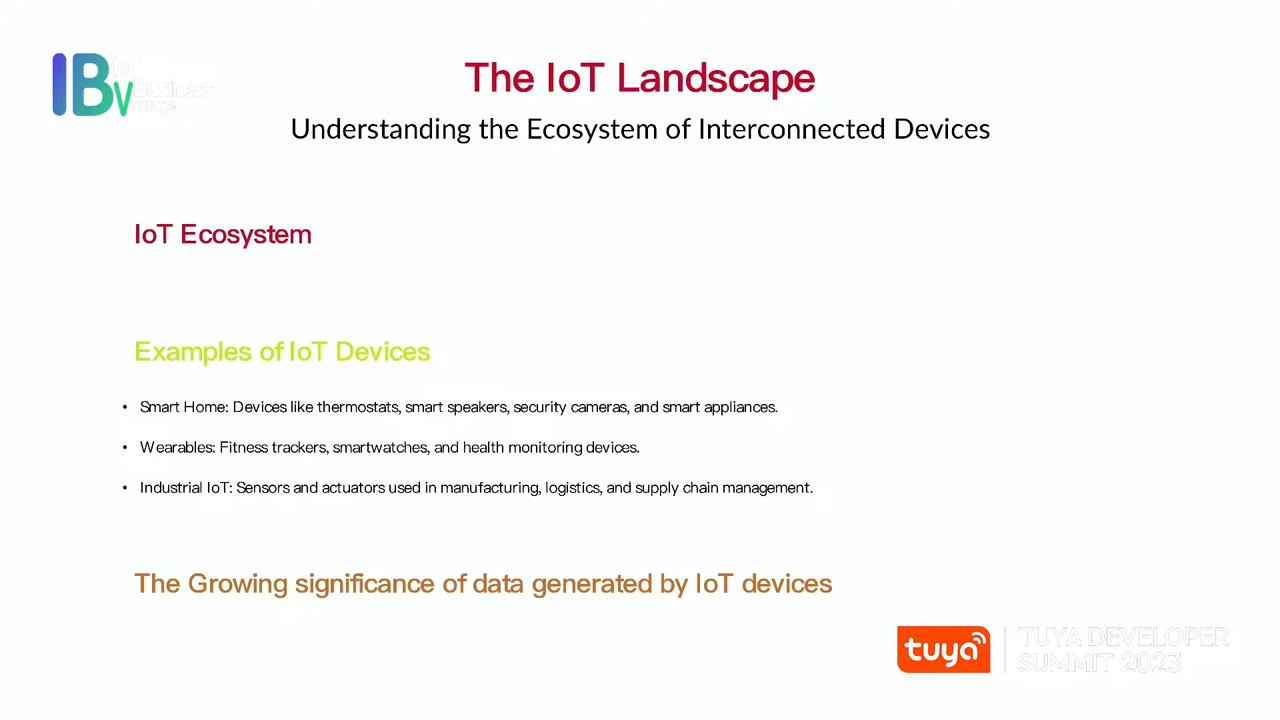 IBV
Business
The IoT Landscape
Understanding the Ecosystem of Interconnected Devices
IoT Ecosystem
Examples of IoT Devices
• Smart Home: Devices like thermostats, smart speakers, security cameras, and smart appliances.
• Wearables: Fitness trackers, smartwatches, and health monitoring devices.
• Industrial IoT: Sensors and actuators used in manufacturing, logistics, and supply chain management.
The Growing significance of data generated by IoT devices
tuya
TUYA DEVELOPER
SUMMIT 2023